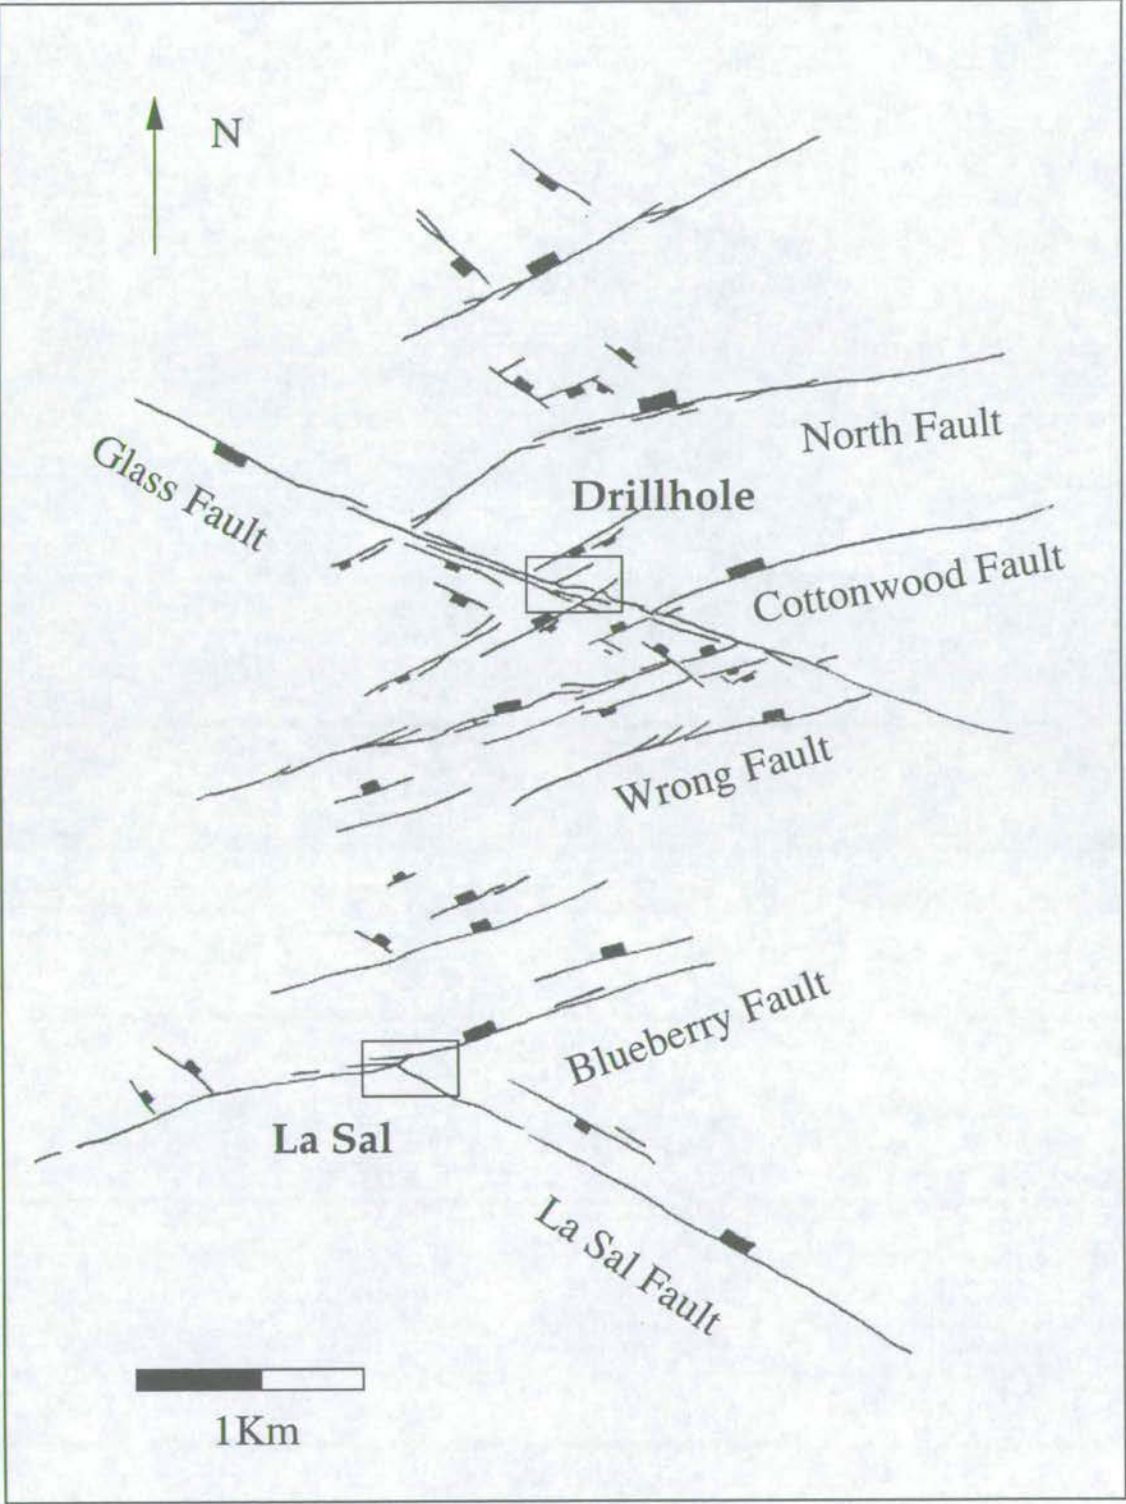 N
North Fault
Glass Fault
Drillhole
Cottonwood Fault
Wrong Fault
Blueberry Fault
La Sal
La Sal Fault
1Km